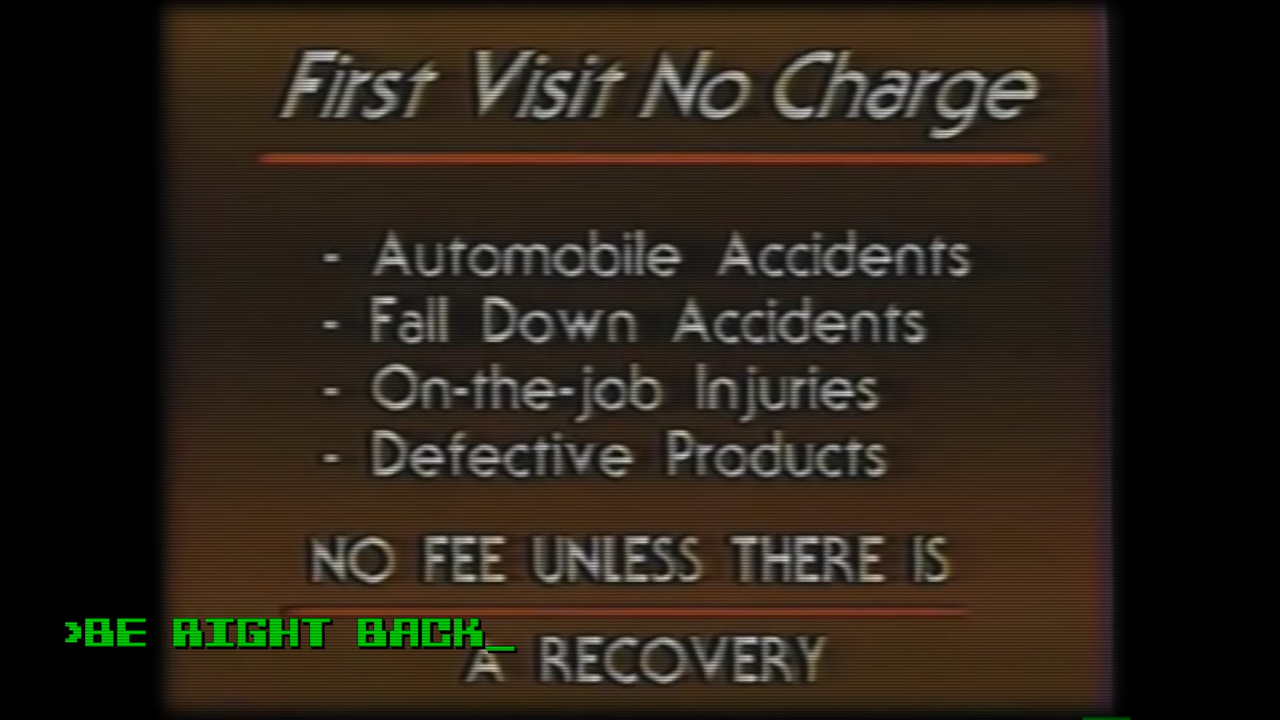 First Visit No Charge
- Automobile Accidents
- Fall Down Accidents
- On-the-job Injuries
- Defective Products
NO FEE UNLESS THERE IS
>BE RIGHT BACK_
A RECOVERY